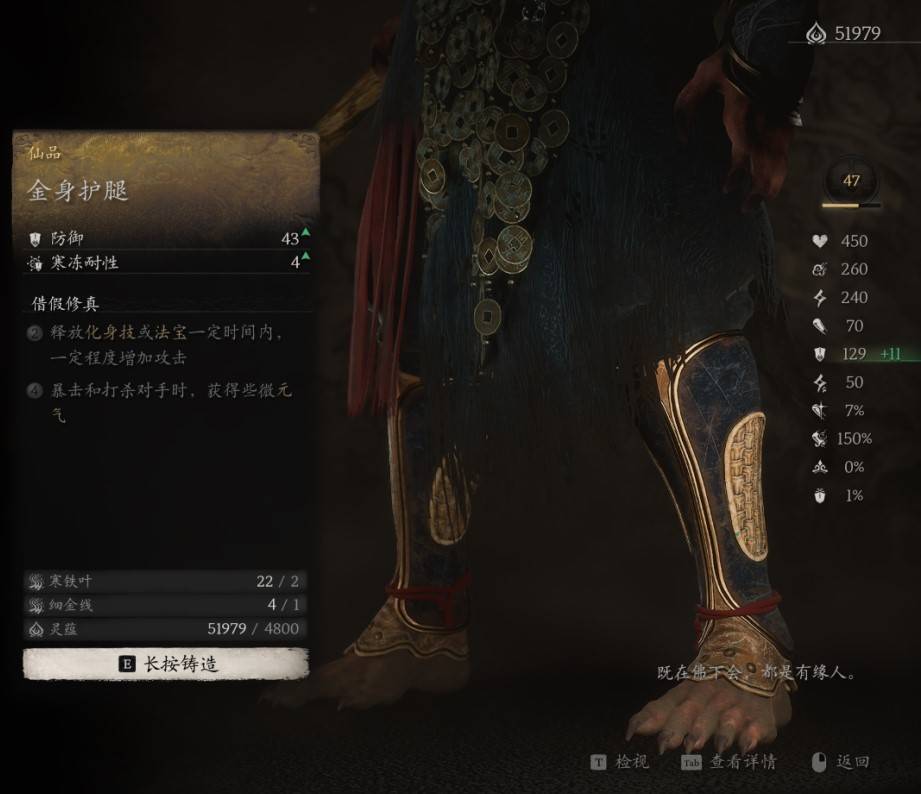 51979
仙品
金身护腿
防御 43
寒冻耐性 4
借假修真
2 释放化身技或法宝一定时间内，
一定程度增加攻击
4 暴击和打杀对手时，获得些微元
气
寒铁叶 22 / 2
细金线 4 / 1
灵蕴 51979 / 4800
E 长按铸造
47
450
260
240
70
129 +11
50
7%
150%
0%
1%
既在佛下会，都是有缘人。
T 检视 Tab 查看详情 返回